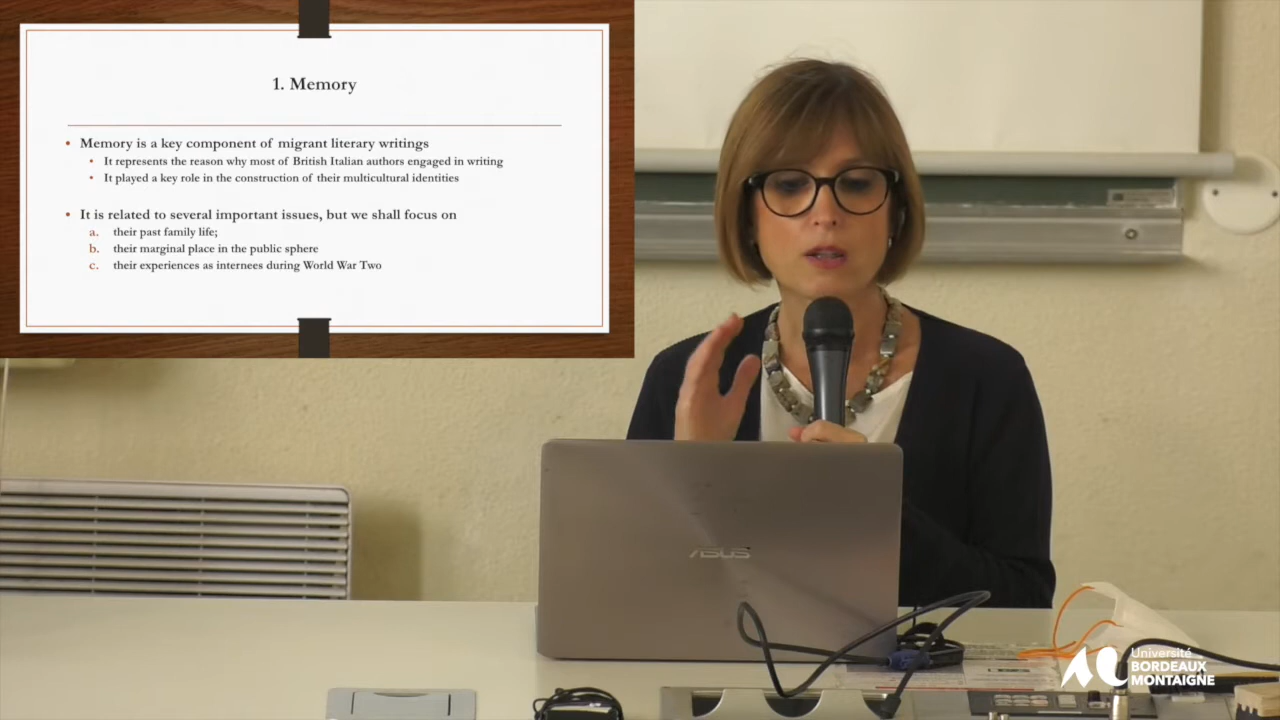 1. Memory
• Memory is a key component of migrant literary writings
• It represents the reason why most of British Italian authors engaged in writing
• It played a key role in the construction of their multicultural identities
• It is related to several important issues, but we shall focus on
a. their past family life;
b. their marginal place in the public sphere
c. their experiences as internees during World War Two
ASUS
Université
BORDEAUX
MONTAIGNE